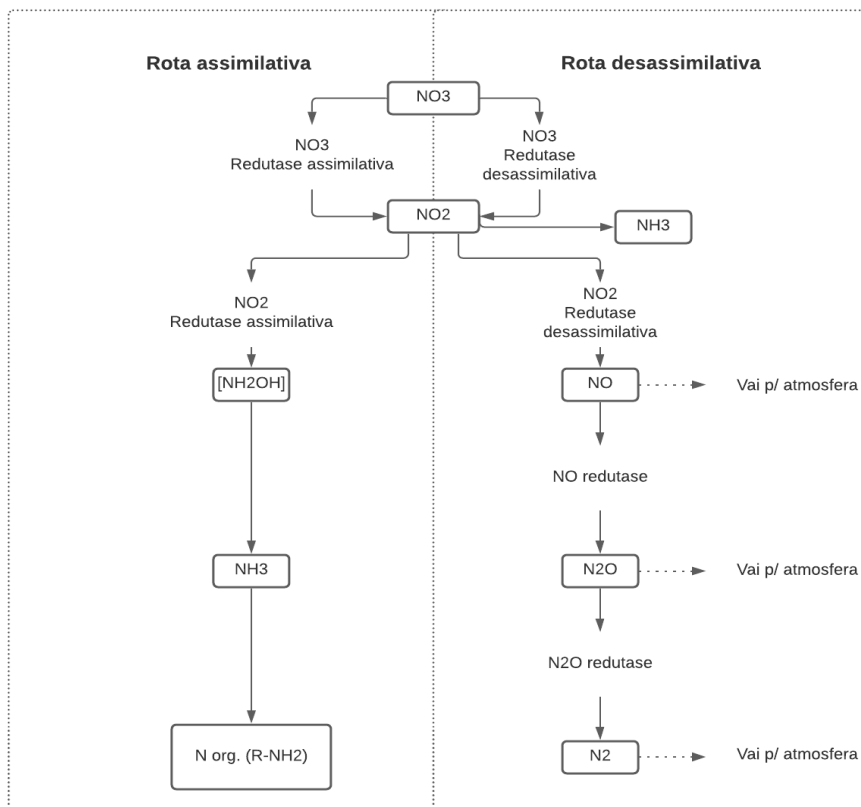 Rota assimilativa
Rota desassimilativa
NO3
NO3
Redutase assimilativa
NO3
Redutase
desassimilativa
NO2
NH3
NO2
Redutase assimilativa
NO2
Redutase
desassimilativa
[NH2OH]
NO
Vai p/ atmosfera
NO redutase
NH3
N2O
Vai p/ atmosfera
N2O redutase
N org. (R-NH2)
N2
Vai p/ atmosfera